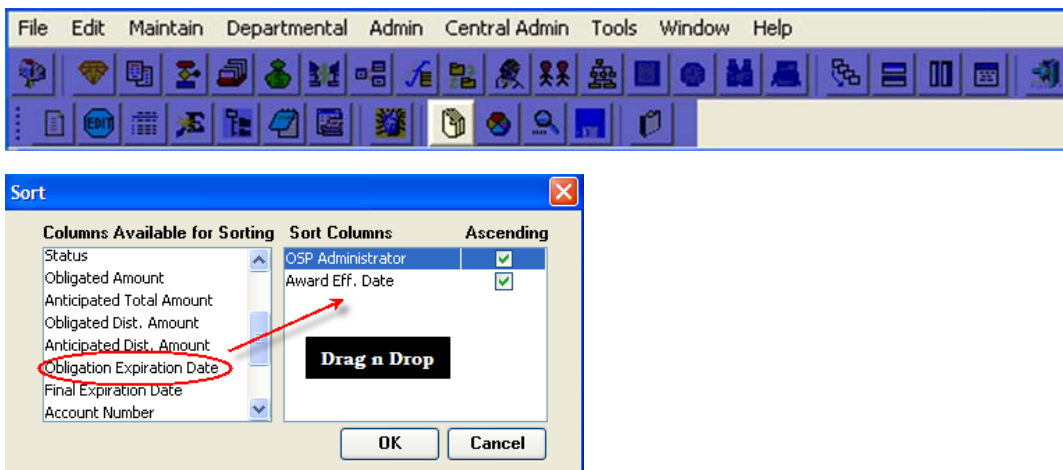 File Edit Maintain Departmental Admin Central Admin Tools Window Help
EDIT
Sort
Columns Available for Sorting Sort Columns Ascending
Status
Obligated Amount
Anticipated Total Amount
Obligated Dist. Amount
Anticipated Dist. Amount
Obligation Expiration Date
Final Expiration Date
Account Number
OSP Administrator
Award Eff. Date
Drag n Drop
OK Cancel